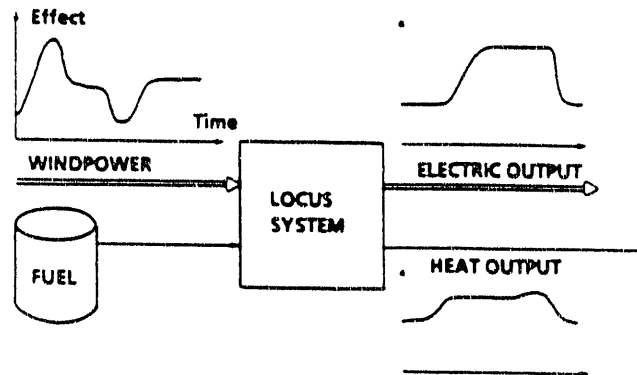 Effect
Time
WINDPOWER
ELECTRIC OUTPUT
LOCUS
SYSTEM
FUEL
HEAT OUTPUT